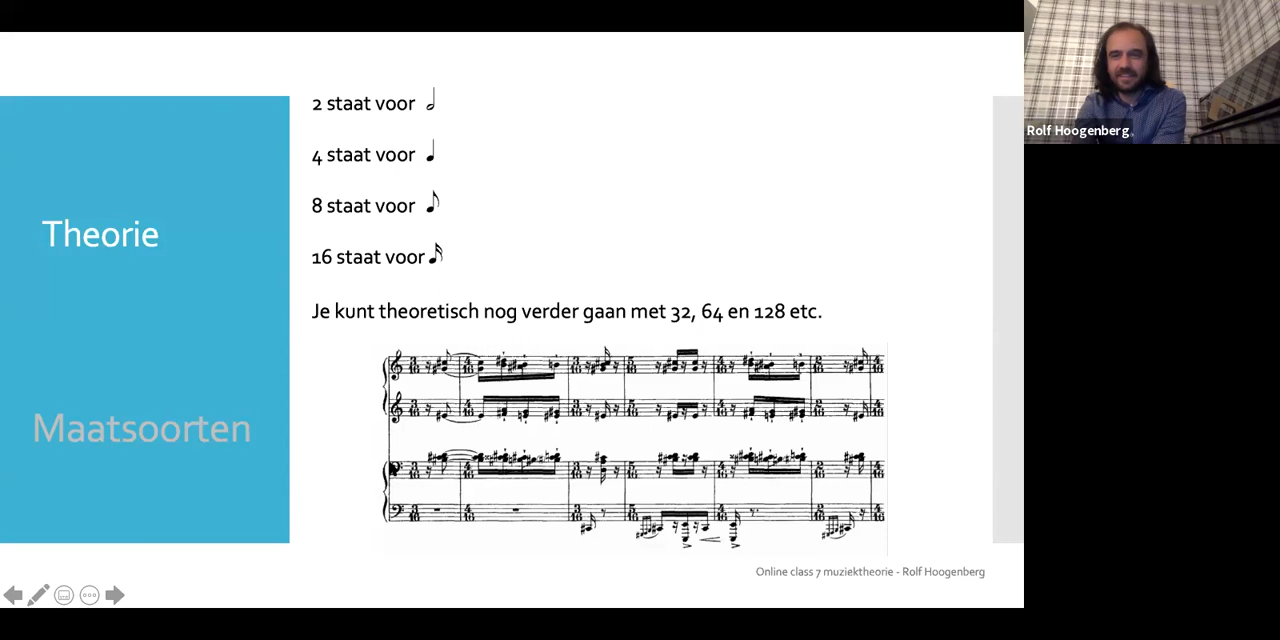 2 staat voor
4 staat voor
8 staat voor
16 staat voor
Je kunt theoretisch nog verder gaan met 32, 64 en 128 etc.
Theorie
Maatsoorten
Online class 7 muziektheorie - Rolf Hoogenberg
Rolf Hoogenberg